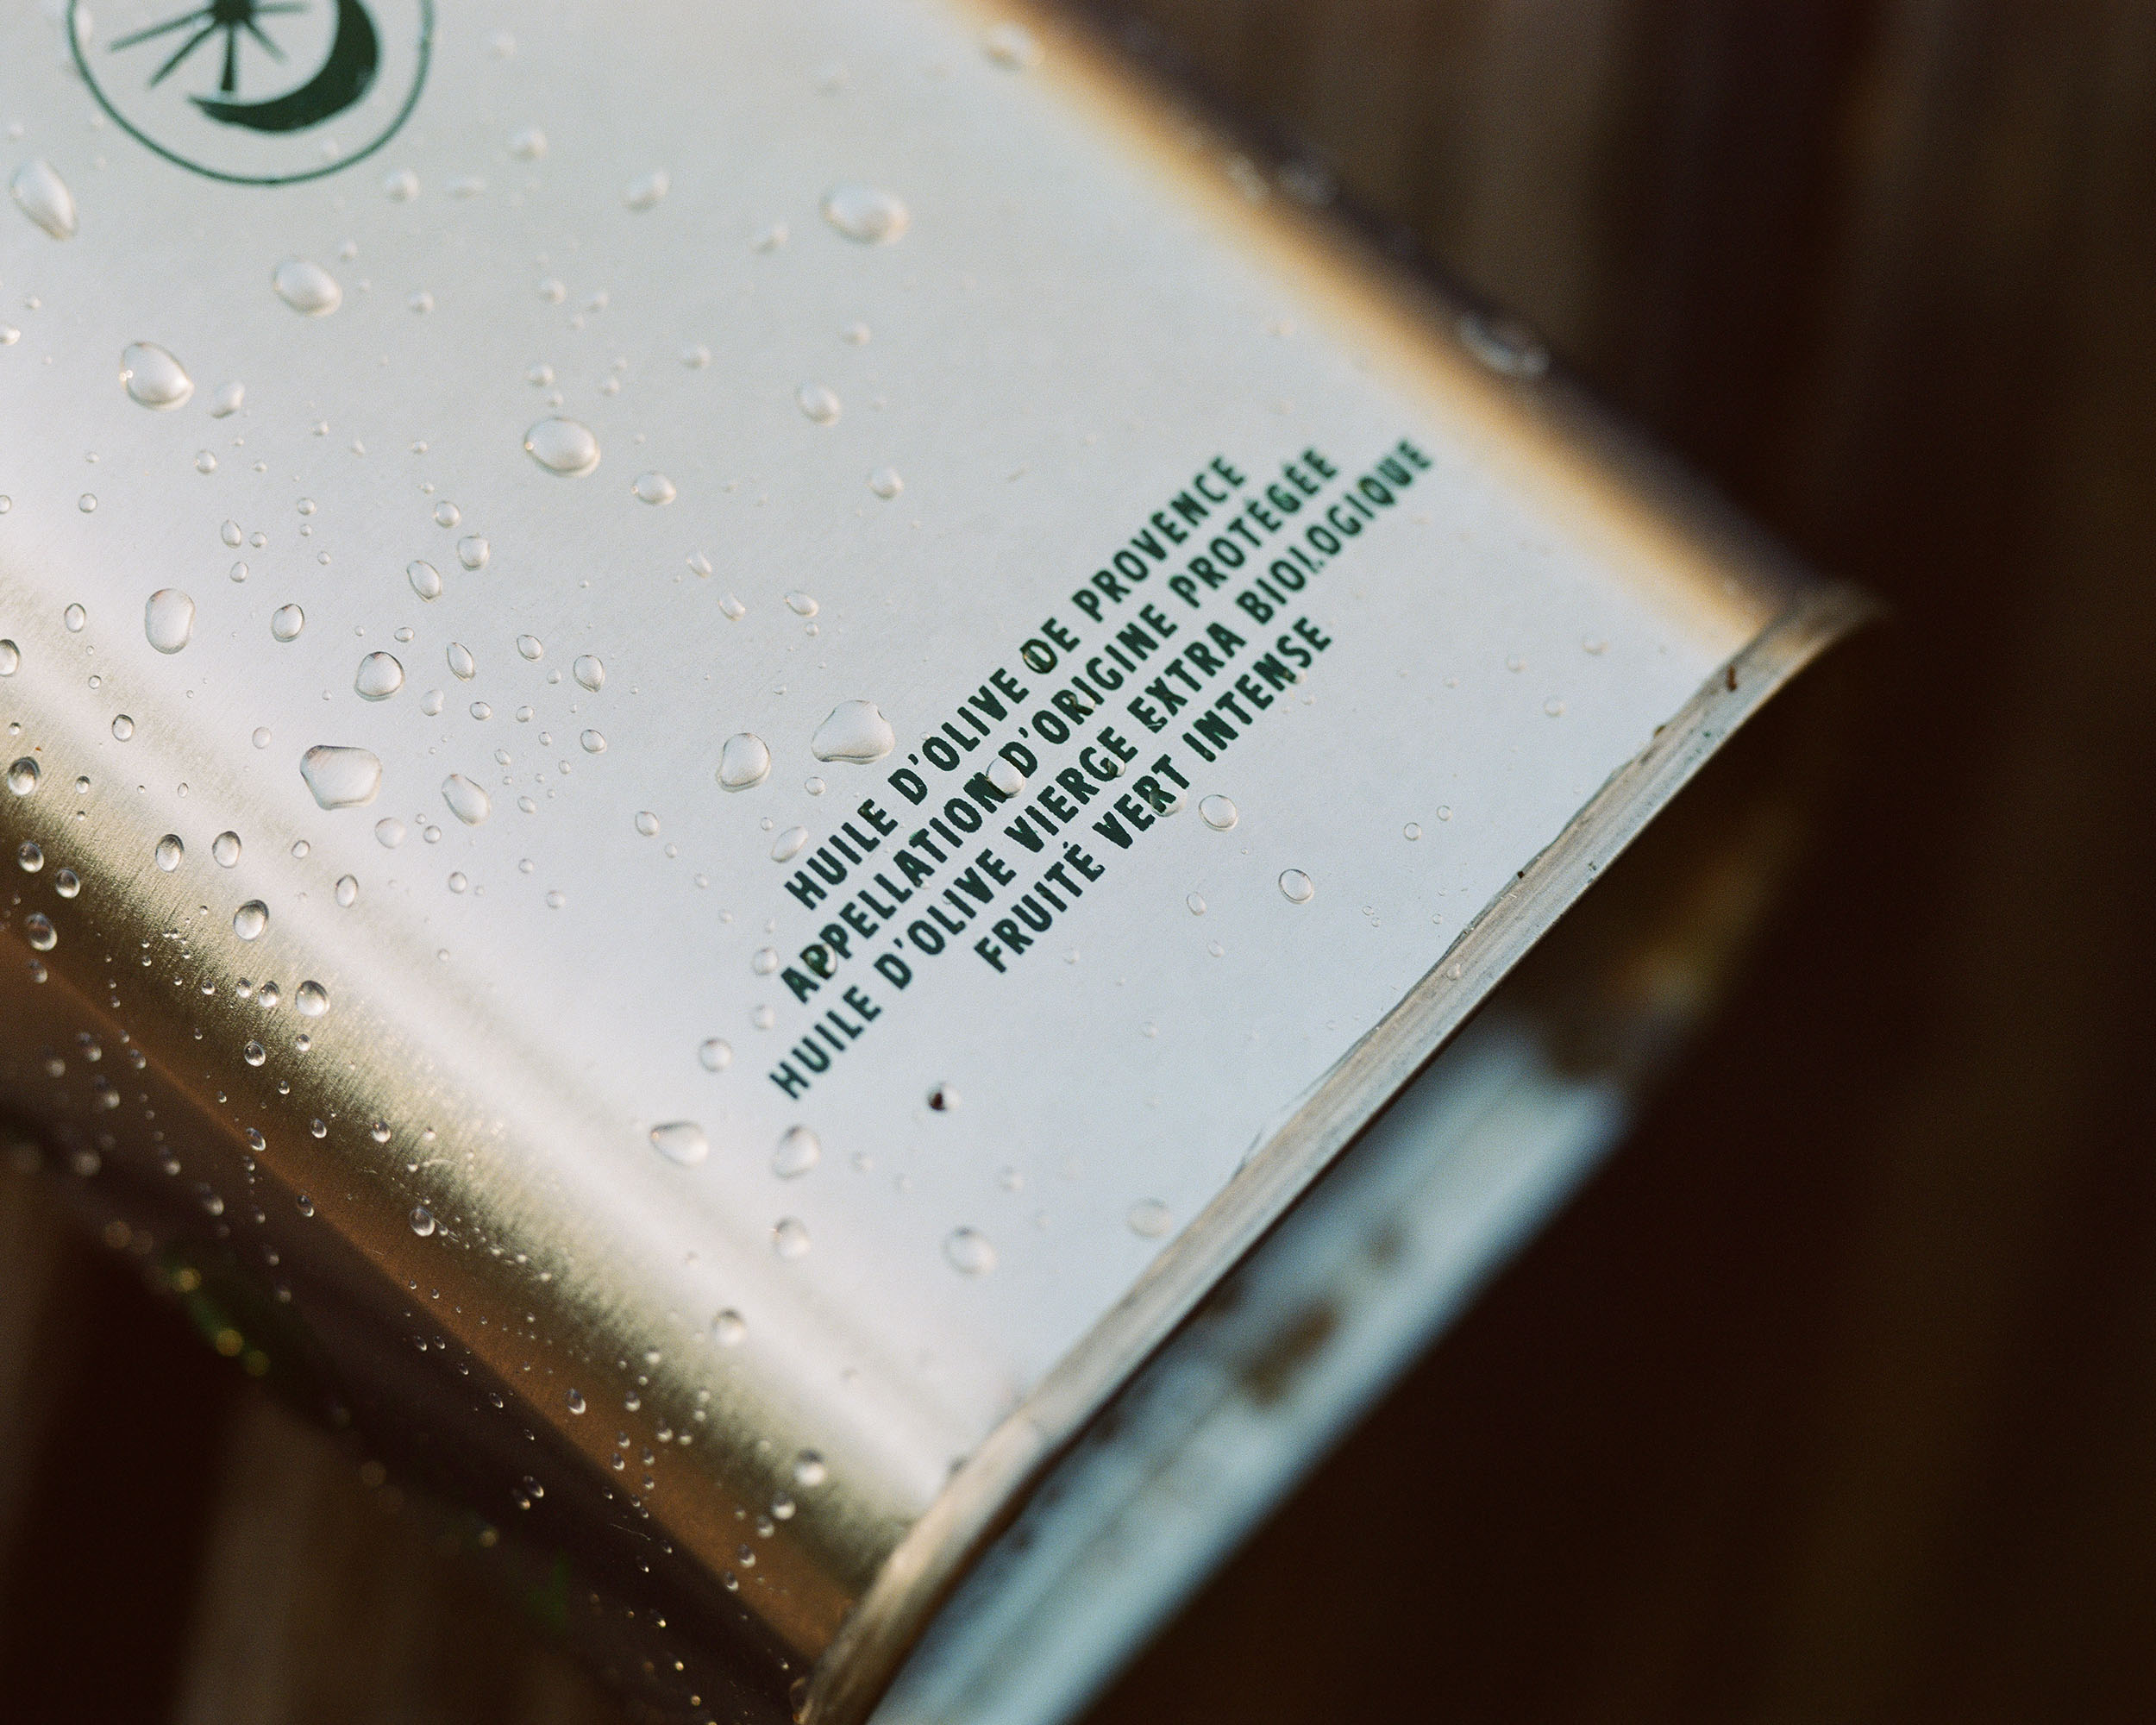 HUILE D'OLIVE DE PROVENCE
APPELLATION D'ORIGINE PROTÉGÉE
HUILE D'OLIVE VIERGE EXTRA BIOLOGIQUE
FRUITÉ VERT INTENSE